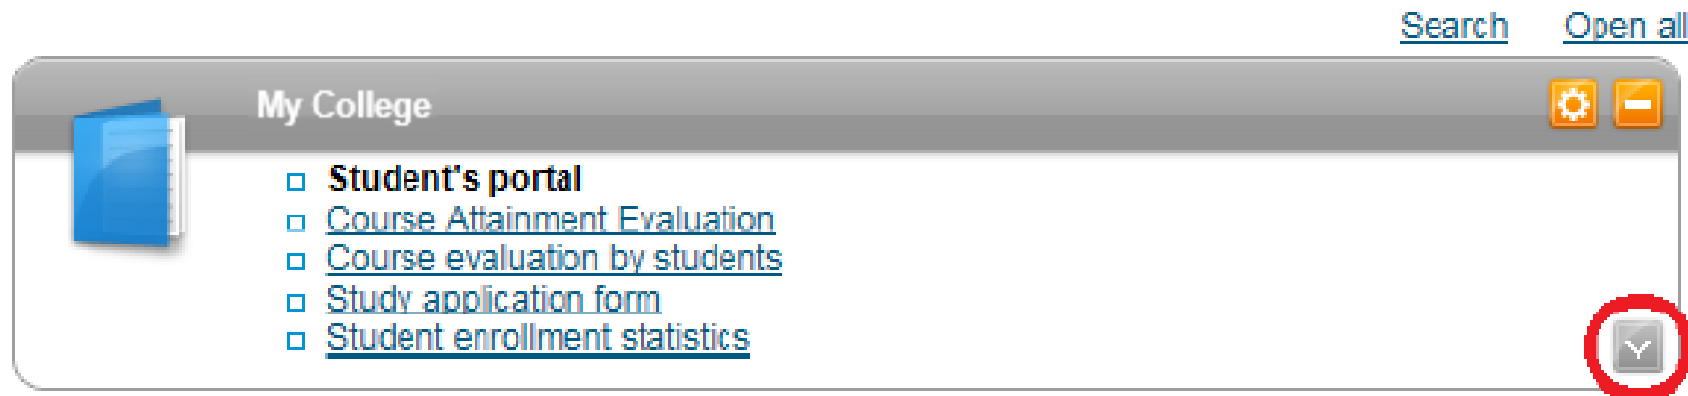 Search Open all
My College
Student's portal
Course Attainment Evaluation
Course evaluation by students
Study application form
Student enrollment statistics